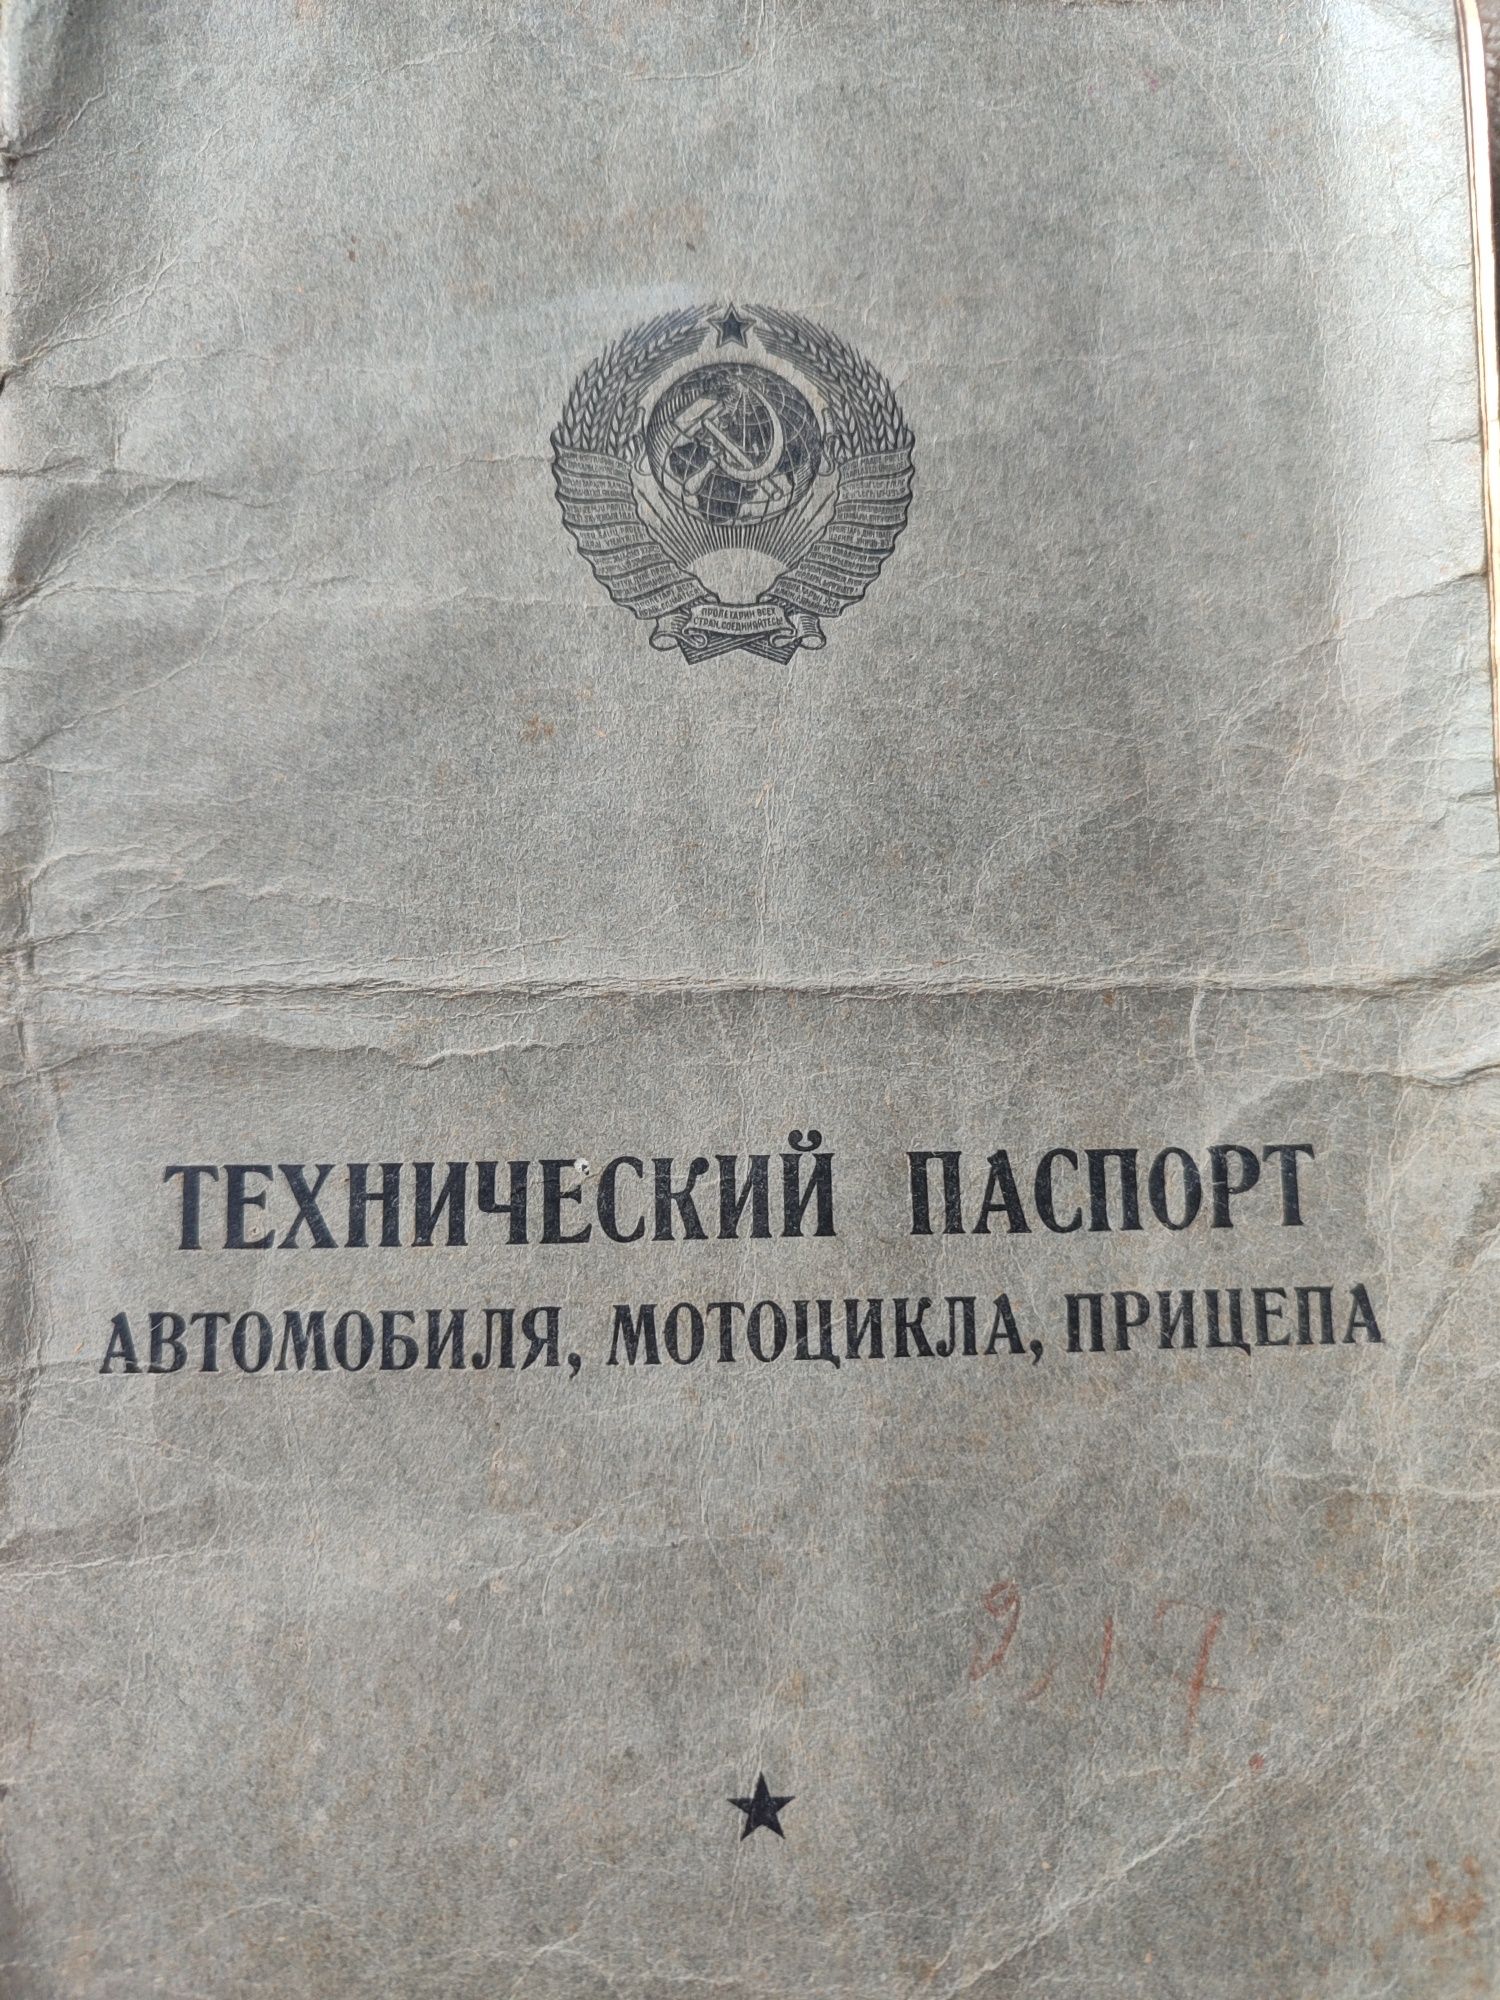 ПРОЛЕТАРИИ ВСЕХ
СТРАН, СОЕДИНЯЙТЕСЬ!
ТЕХНИЧЕСКИЙ ПАСПОРТ
АВТОМОБИЛЯ, МОТОЦИКЛА, ПРИЦЕПА